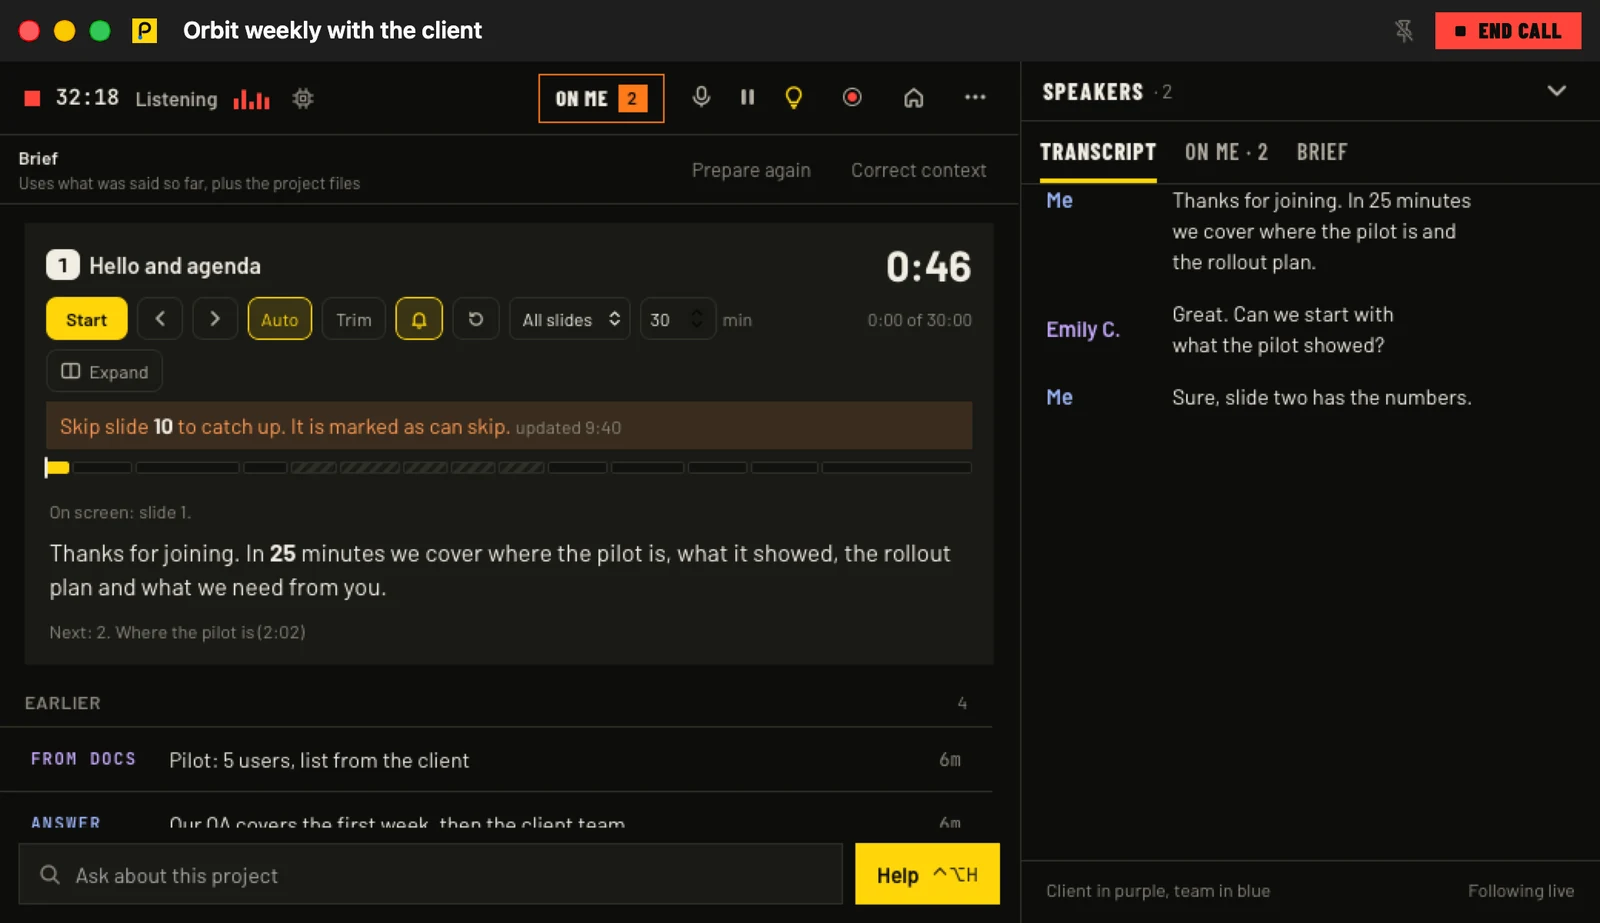 P Orbit weekly with the client
END CALL
32:18 Listening
ON ME 2
Brief
Uses what was said so far, plus the project files
Prepare again
Correct context
1 Hello and agenda
0:46
Start
Auto
Trim
All slides
30 min
0:00 of 30:00
Expand
Skip slide 10 to catch up. It is marked as can skip. updated 9:40
On screen: slide 1.
Thanks for joining. In 25 minutes we cover where the pilot is, what it showed, the rollout
plan and what we need from you.
Next: 2. Where the pilot is (2:02)
EARLIER 4
FROM DOCS Pilot: 5 users, list from the client 6m
ANSWER Our QA covers the first week, then the client team 6m
Ask about this project
Help ^⌥H
SPEAKERS · 2
TRANSCRIPT
ON ME · 2
BRIEF
Me Thanks for joining. In 25 minutes
we cover where the pilot is and
the rollout plan.
Emily C. Great. Can we start with
what the pilot showed?
Me Sure, slide two has the numbers.
Client in purple, team in blue
Following live